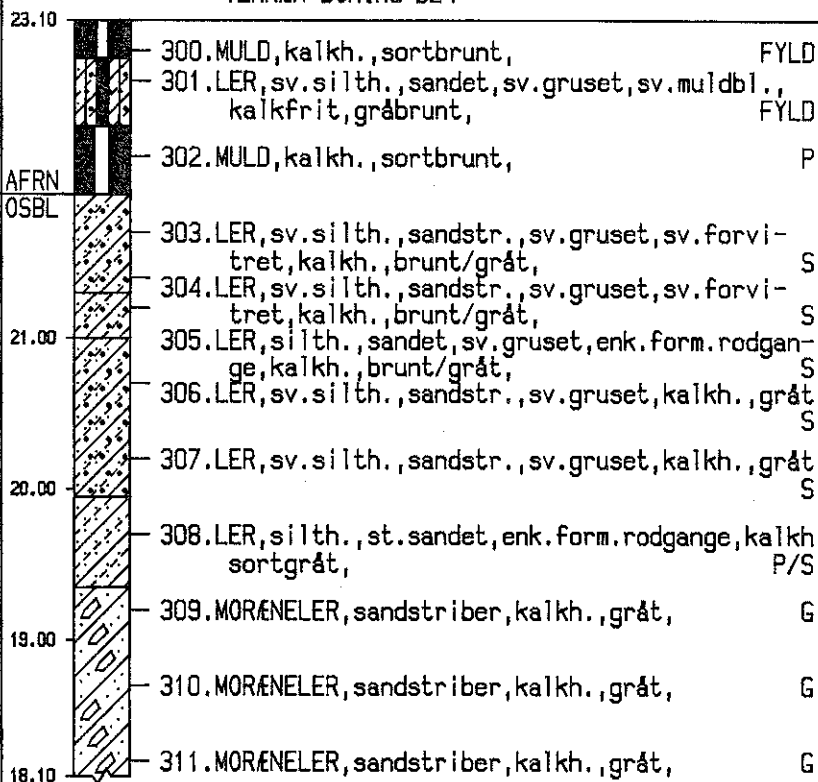 23.10
300.MULD,kalkh.,sortbrunt, FYLD
301.LER,sv.silth.,sandet,sv.gruset,sv.muldbl.,
kalkfrit,gråbrunt, FYLD
302.MULD,kalkh.,sortbrunt, P
AFRN
OSBL
303.LER,sv.silth.,sandstr.,sv.gruset,sv.forvi-
tret,kalkh.,brunt/gråt, S
304.LER,sv.silth.,sandstr.,sv.gruset,sv.forvi-
tret,kalkh.,brunt/gråt, S
21.00
305.LER,silth.,sandet,sv.gruset,enk.form.rodgan-
ge,kalkh.,brunt/gråt, S
306.LER,sv.silth.,sandstr.,sv.gruset,kalkh.,gråt
S
307.LER,sv.silth.,sandstr.,sv.gruset,kalkh.,gråt
20.00 S
308.LER,silth.,st.sandet,enk.form.rodgange,kalkh
sortgråt, P/S
309.MORÆNELER,sandstriber,kalkh.,gråt, G
19.00
310.MORÆNELER,sandstriber,kalkh.,gråt, G
311.MORÆNELER,sandstriber,kalkh.,gråt, G
18.10